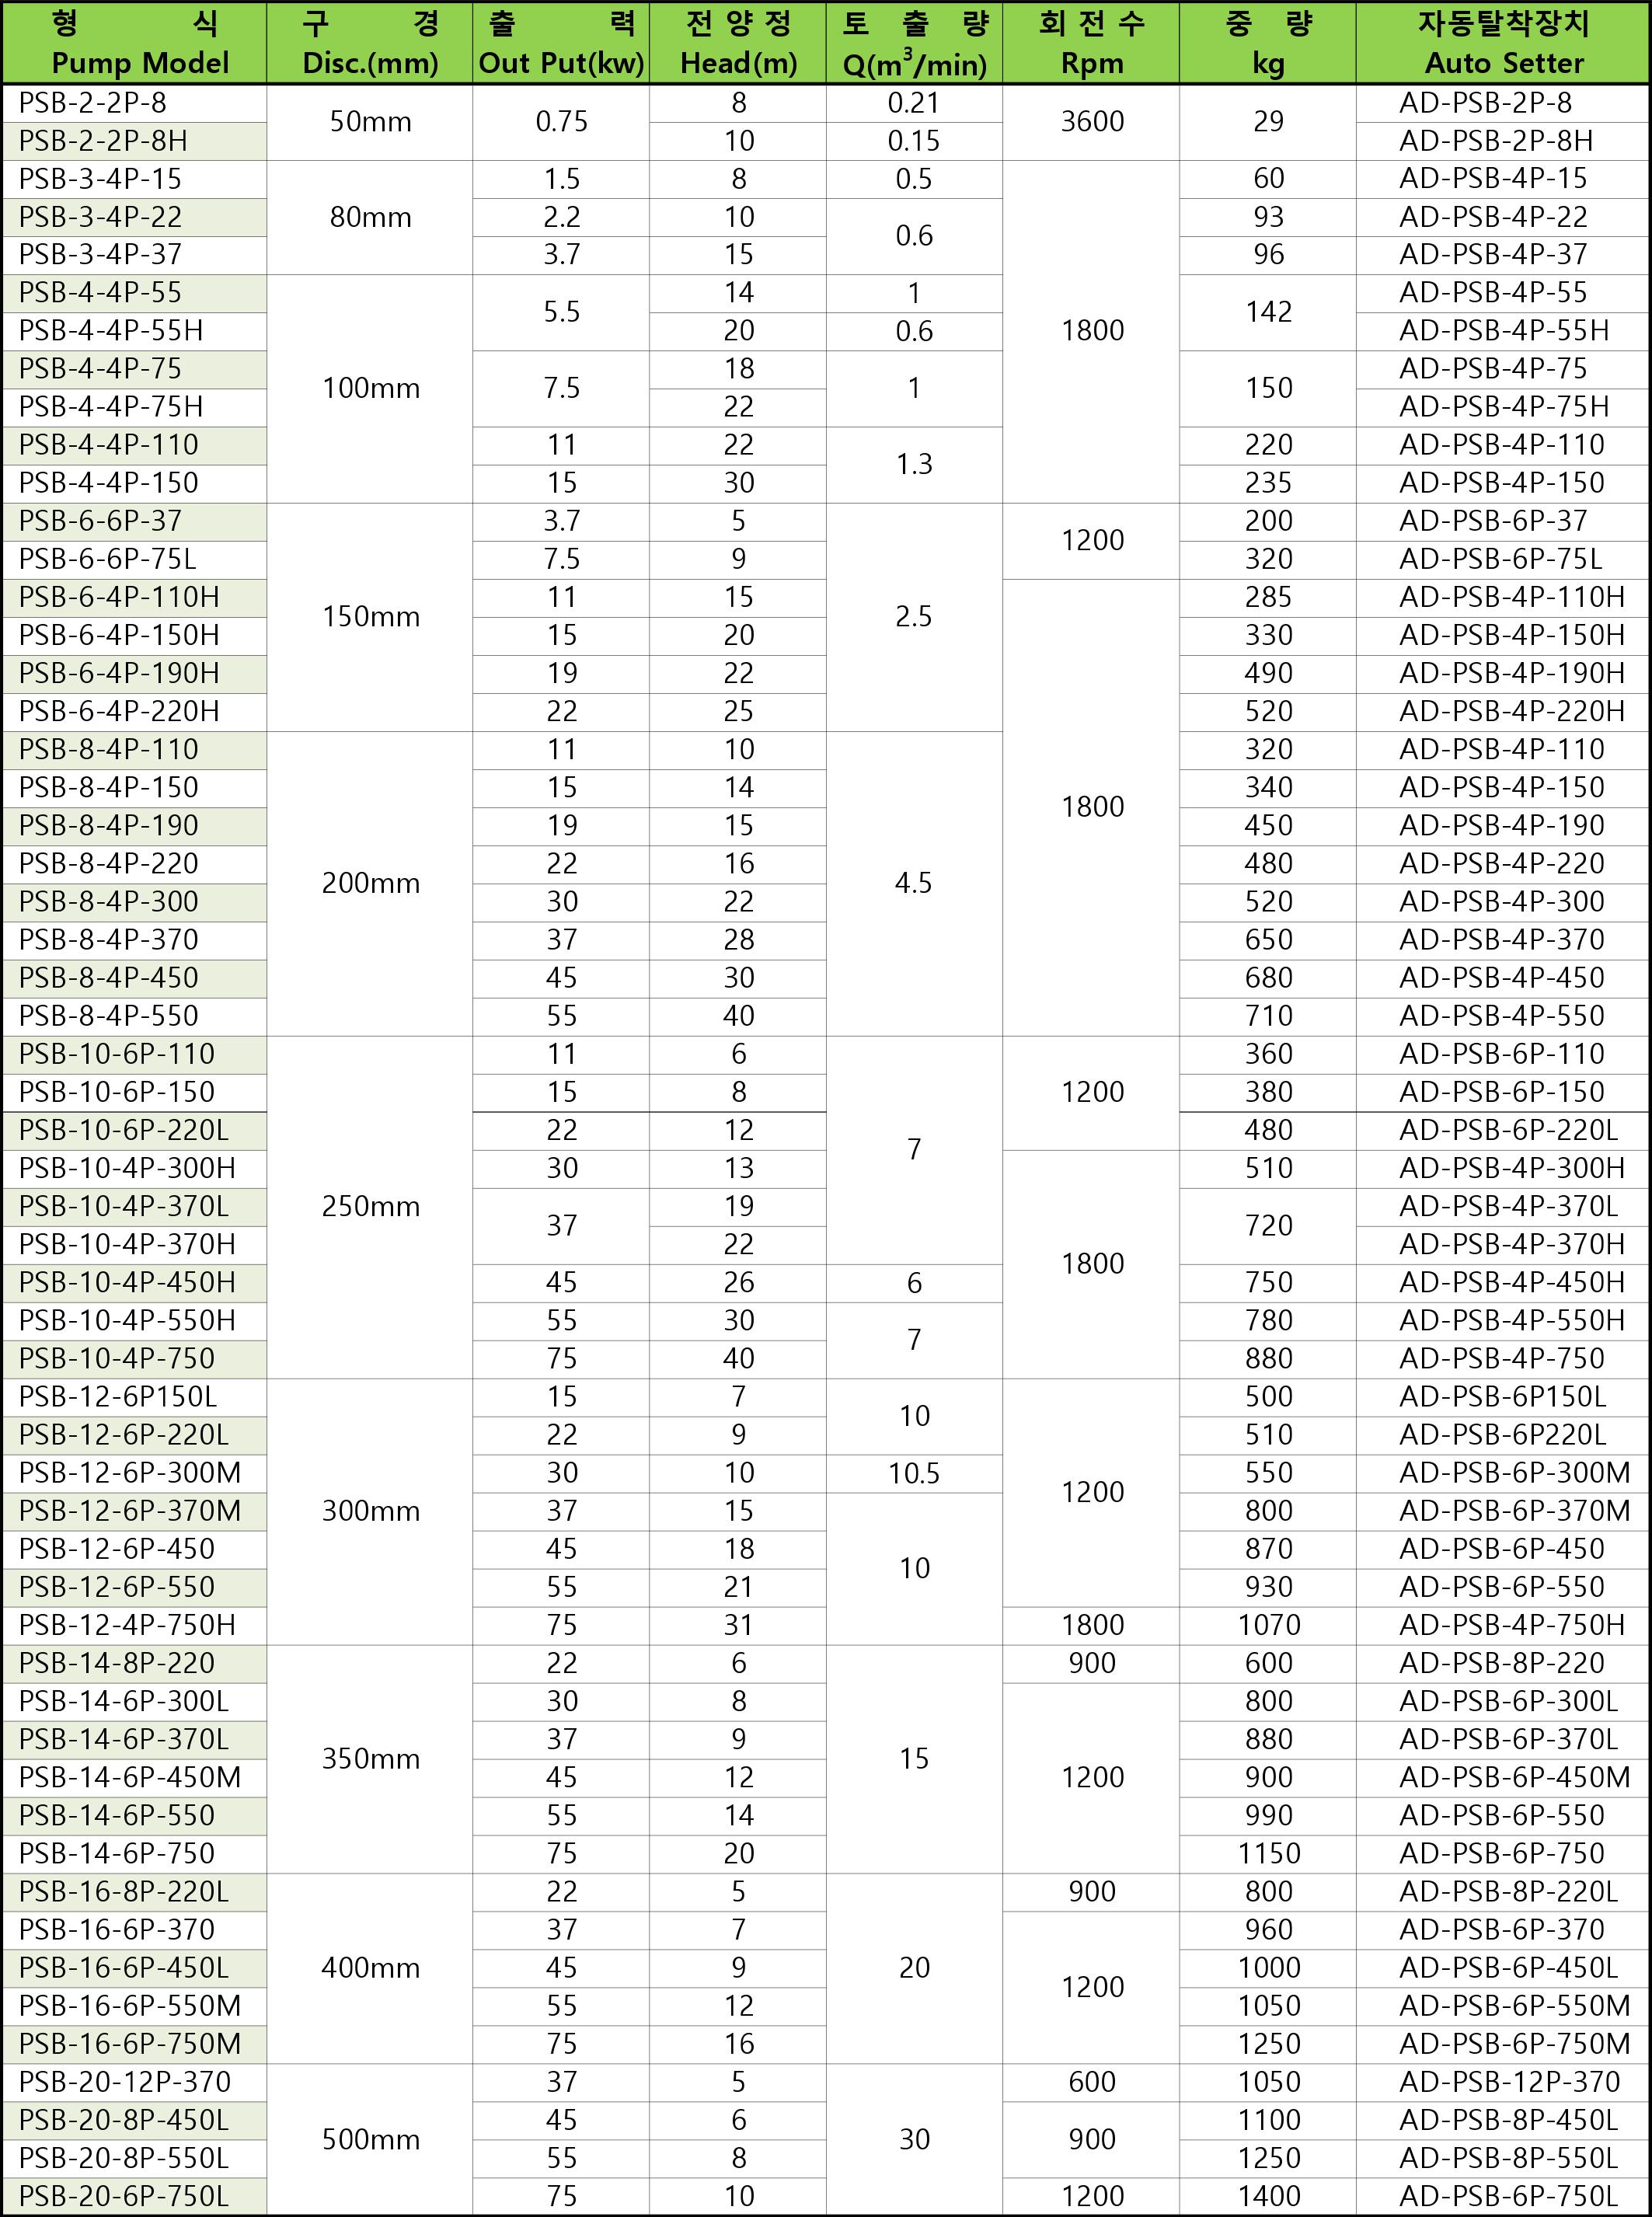 형 식 구 경 출 력 전 양 정 토 출 량 회 전 수 중 량 자동탈착장치
Pump Model Disc.(mm) Out Put(kw) Head(m) Q(m³/min) Rpm kg Auto Setter
PSB-2-2P-8 50mm 0.75 8 0.21 3600 29 AD-PSB-2P-8
PSB-2-2P-8H 10 0.15 AD-PSB-2P-8H
PSB-3-4P-15 80mm 1.5 8 0.5 1800 60 AD-PSB-4P-15
PSB-3-4P-22 2.2 10 0.6 93 AD-PSB-4P-22
PSB-3-4P-37 3.7 15 96 AD-PSB-4P-37
PSB-4-4P-55 100mm 5.5 14 1 142 AD-PSB-4P-55
PSB-4-4P-55H 20 0.6 AD-PSB-4P-55H
PSB-4-4P-75 7.5 18 1 150 AD-PSB-4P-75
PSB-4-4P-75H 22 AD-PSB-4P-75H
PSB-4-4P-110 11 22 1.3 220 AD-PSB-4P-110
PSB-4-4P-150 15 30 235 AD-PSB-4P-150
PSB-6-6P-37 150mm 3.7 5 2.5 1200 200 AD-PSB-6P-37
PSB-6-6P-75L 7.5 9 320 AD-PSB-6P-75L
PSB-6-4P-110H 11 15 1800 285 AD-PSB-4P-110H
PSB-6-4P-150H 15 20 330 AD-PSB-4P-150H
PSB-6-4P-190H 19 22 490 AD-PSB-4P-190H
PSB-6-4P-220H 22 25 520 AD-PSB-4P-220H
PSB-8-4P-110 200mm 11 10 4.5 320 AD-PSB-4P-110
PSB-8-4P-150 15 14 340 AD-PSB-4P-150
PSB-8-4P-190 19 15 450 AD-PSB-4P-190
PSB-8-4P-220 22 16 480 AD-PSB-4P-220
PSB-8-4P-300 30 22 520 AD-PSB-4P-300
PSB-8-4P-370 37 28 650 AD-PSB-4P-370
PSB-8-4P-450 45 30 680 AD-PSB-4P-450
PSB-8-4P-550 55 40 710 AD-PSB-4P-550
PSB-10-6P-110 250mm 11 6 7 1200 360 AD-PSB-6P-110
PSB-10-6P-150 15 8 380 AD-PSB-6P-150
PSB-10-6P-220L 22 12 480 AD-PSB-6P-220L
PSB-10-4P-300H 30 13 1800 510 AD-PSB-4P-300H
PSB-10-4P-370L 37 19 720 AD-PSB-4P-370L
PSB-10-4P-370H 22 AD-PSB-4P-370H
PSB-10-4P-450H 45 26 6 750 AD-PSB-4P-450H
PSB-10-4P-550H 55 30 7 780 AD-PSB-4P-550H
PSB-10-4P-750 75 40 880 AD-PSB-4P-750
PSB-12-6P150L 300mm 15 7 10 1200 500 AD-PSB-6P150L
PSB-12-6P-220L 22 9 510 AD-PSB-6P220L
PSB-12-6P-300M 30 10 10.5 550 AD-PSB-6P-300M
PSB-12-6P-370M 37 15 10 800 AD-PSB-6P-370M
PSB-12-6P-450 45 18 870 AD-PSB-6P-450
PSB-12-6P-550 55 21 930 AD-PSB-6P-550
PSB-12-4P-750H 75 31 1800 1070 AD-PSB-4P-750H
PSB-14-8P-220 350mm 22 6 15 900 600 AD-PSB-8P-220
PSB-14-6P-300L 30 8 1200 800 AD-PSB-6P-300L
PSB-14-6P-370L 37 9 880 AD-PSB-6P-370L
PSB-14-6P-450M 45 12 900 AD-PSB-6P-450M
PSB-14-6P-550 55 14 990 AD-PSB-6P-550
PSB-14-6P-750 75 20 1150 AD-PSB-6P-750
PSB-16-8P-220L 400mm 22 5 20 900 800 AD-PSB-8P-220L
PSB-16-6P-370 37 7 1200 960 AD-PSB-6P-370
PSB-16-6P-450L 45 9 1000 AD-PSB-6P-450L
PSB-16-6P-550M 55 12 1050 AD-PSB-6P-550M
PSB-16-6P-750M 75 16 1250 AD-PSB-6P-750M
PSB-20-12P-370 500mm 37 5 30 600 1050 AD-PSB-12P-370
PSB-20-8P-450L 45 6 900 1100 AD-PSB-8P-450L
PSB-20-8P-550L 55 8 1250 AD-PSB-8P-550L
PSB-20-6P-750L 75 10 1200 1400 AD-PSB-6P-750L